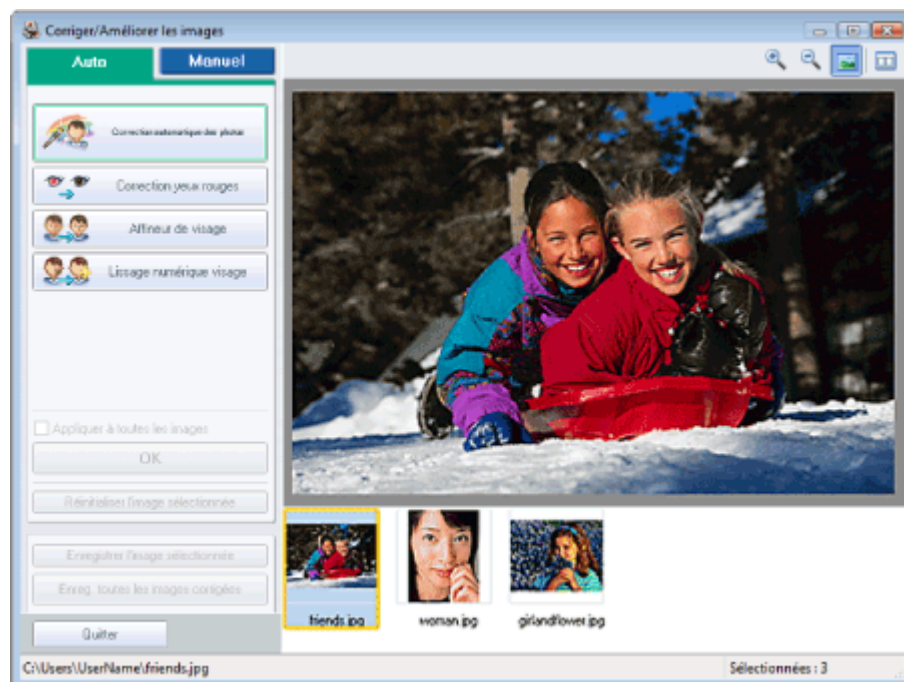 Corriger/Améliorer les images
Auto
Manuel
Correction automatique des photos
Correction yeux rouges
Affineur de visage
Lissage numérique visage
Appliquer à toutes les images
OK
Réinitialiser l'image sélectionnée
Enregistrer l'image sélectionnée
Enreg. toutes les images corrigées
Quitter
friends.jpg
woman.jpg
girlandflower.jpg
C:\Users\UserName\friends.jpg
Sélectionnées : 3